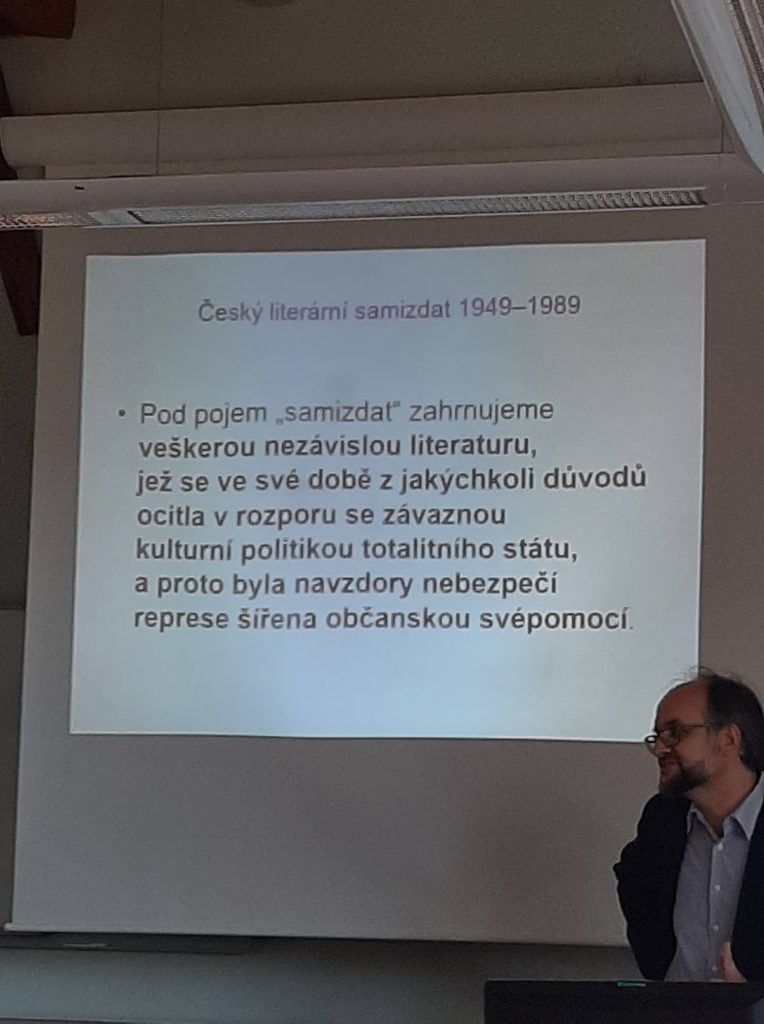 Český literární samizdat 1949–1989
• Pod pojem „samizdat“ zahrnujeme
veškerou nezávislou literaturu,
jež se ve své době z jakýchkoli důvodů
ocitla v rozporu se závaznou
kulturní politikou totalitního státu,
a proto byla navzdory nebezpečí
represe šířena občanskou svépomocí.